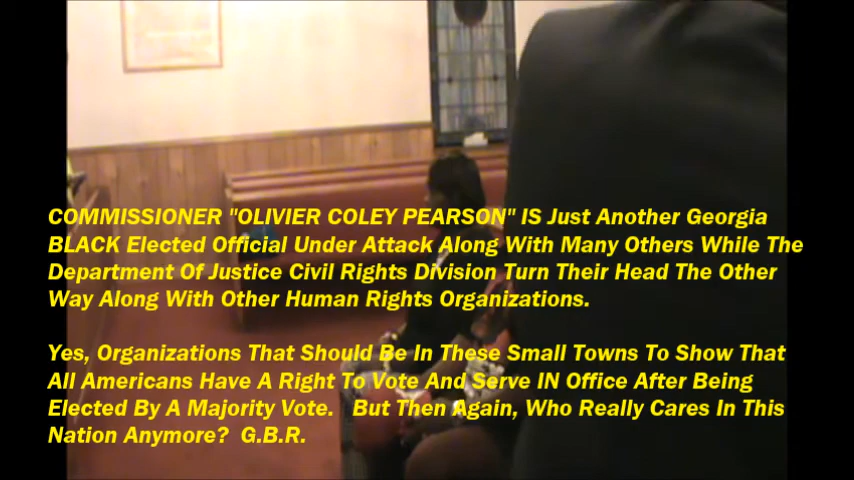 COMMISSIONER "OLIVIER COLEY PEARSON" IS Just Another Georgia
BLACK Elected Official Under Attack Along With Many Others While The
Department Of Justice Civil Rights Division Turn Their Head The Other
Way Along With Other Human Rights Organizations.
Yes, Organizations That Should Be In These Small Towns To Show That
All Americans Have A Right To Vote And Serve IN Office After Being
Elected By A Majority Vote. But Then Again, Who Really Cares In This
Nation Anymore? G.B.R.